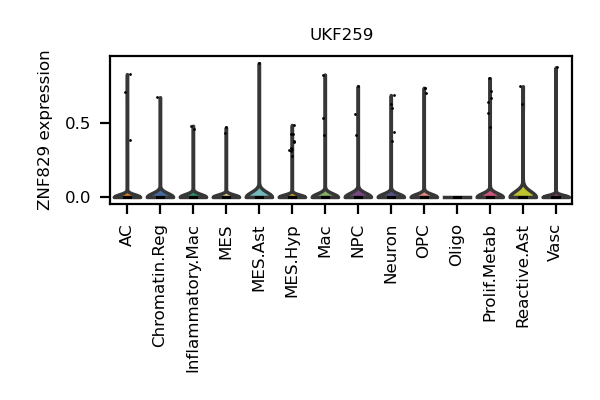 UKF259
ZNF829 expression
0.5
0.0
AC
Chromatin.Reg
Inflammatory.Mac
MES
MES.Ast
MES.Hyp
Mac
NPC
Neuron
OPC
Oligo
Prolif.Metab
Reactive.Ast
Vasc